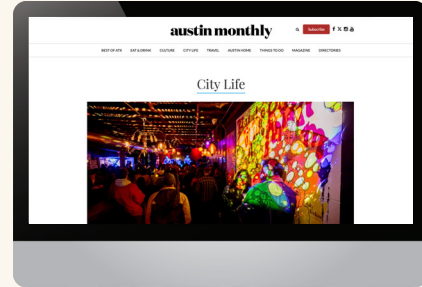 austin monthly
Subscribe
BEST OF ATX EAT & DRINK CULTURE CITY LIFE TRAVEL AUSTIN HOME THINGS TO DO MAGAZINE DIRECTORIES
City Life